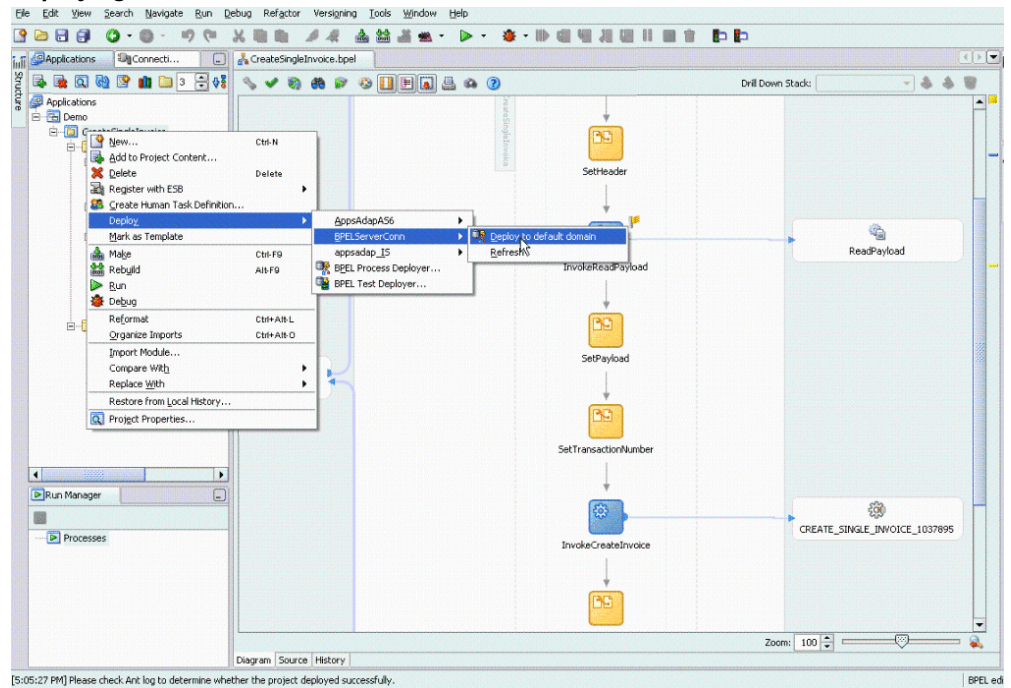 File Edit View Search Navigate Run Debug Refactor Versioning Tools Window Help
Applications Connecti... CreateSingleInvoice.bpel
Structure
3
Drill Down Stack:
Applications
Demo
CreateSingleInvoice
New... Ctrl-N
Add to Project Content...
Delete Delete
Register with ESB
Create Human Task Definition...
Deploy
Mark as Template
Make Ctrl-F9
Rebuild Alt-F9
Run
Debug
Reformat Ctrl+Alt-L
Organize Imports Ctrl+Alt-O
Import Module...
Compare With
Replace With
Restore from Local History...
Project Properties...
AppsAdapA56
BPELServerConn
appsadap_IS
BPEL Process Deployer...
BPEL Test Deployer...
Deploy to default domain
Refresh
CreateSingleInvoice
SetHeader
InvokeReadPayload
ReadPayload
SetPayload
SetTransactionNumber
InvokeCreateInvoice
CREATE_SINGLE_INVOICE_1037895
Run Manager
Processes
Zoom: 100
Diagram Source History
[5:05:27 PM] Please check Ant log to determine whether the project deployed successfully. BPEL edi